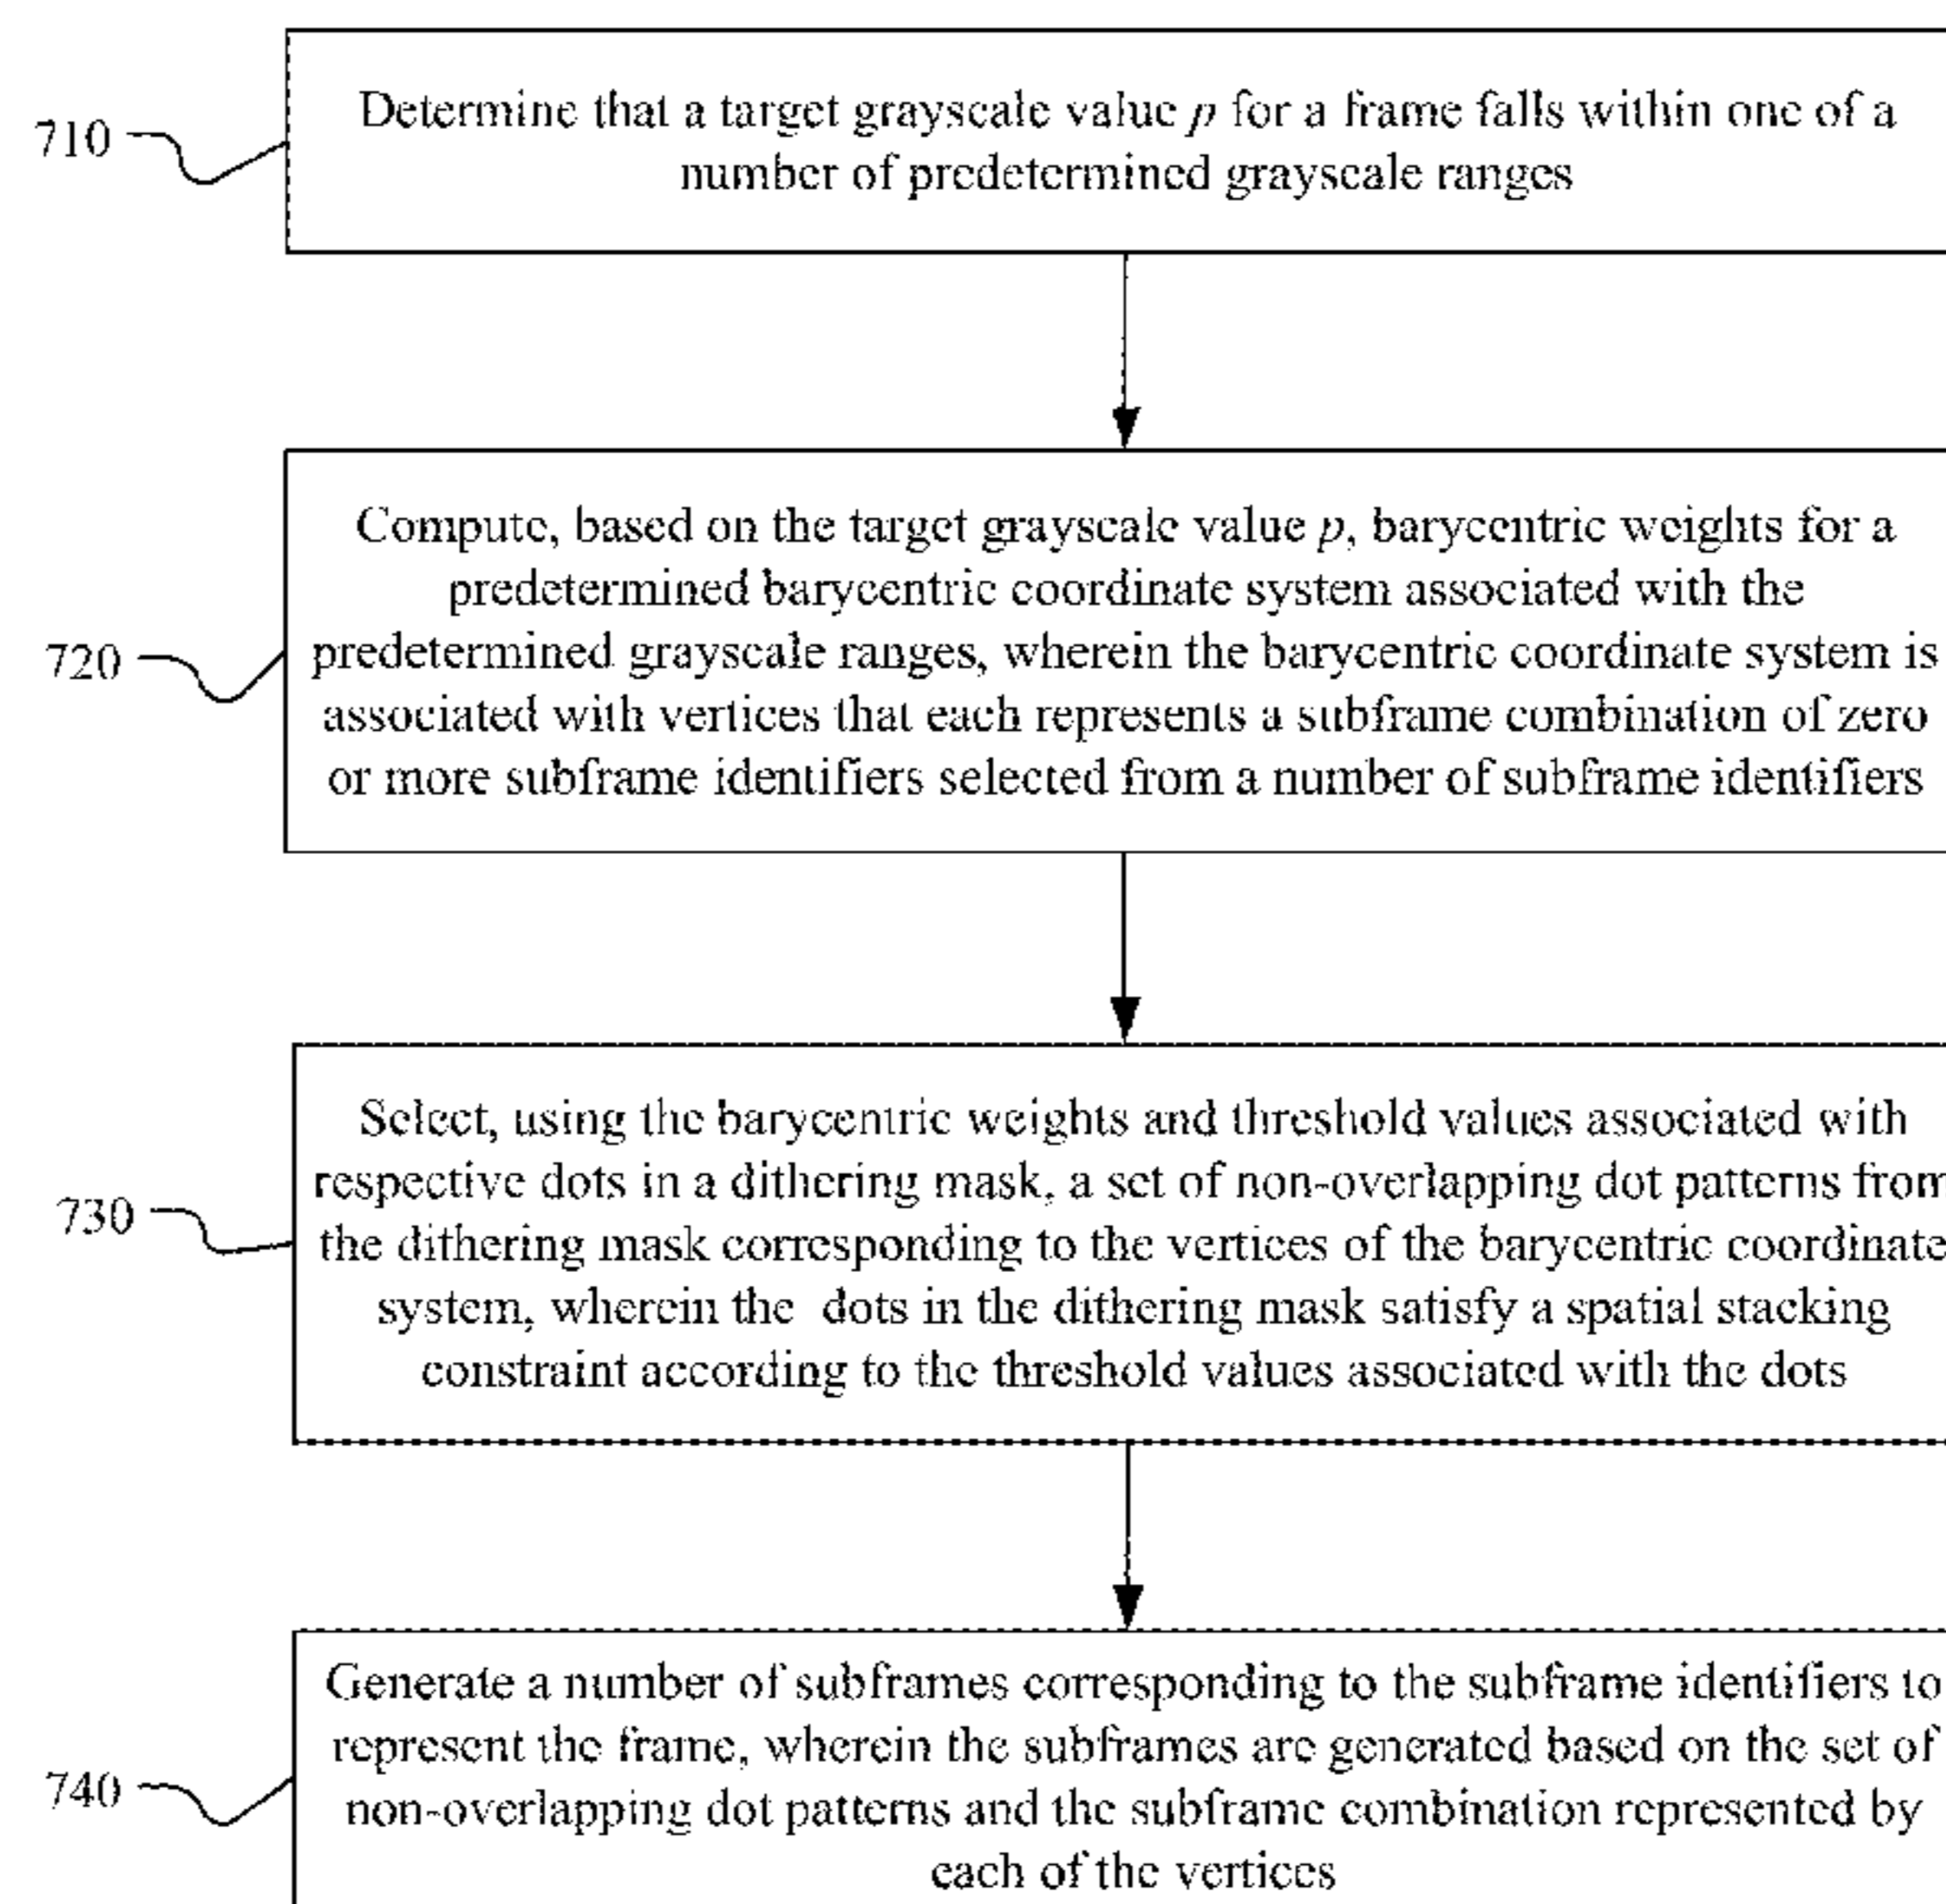 710
Determine that a target grayscale value p for a frame falls within one of a
number of predetermined grayscale ranges
720
Compute, based on the target grayscale value p, barycentric weights for a
predetermined barycentric coordinate system associated with the
predetermined grayscale ranges, wherein the barycentric coordinate system is
associated with vertices that each represents a subframe combination of zero
or more subframe identifiers selected from a number of subframe identifiers
730
Select, using the barycentric weights and threshold values associated with
respective dots in a dithering mask, a set of non-overlapping dot patterns from
the dithering mask corresponding to the vertices of the barycentric coordinate
system, wherein the dots in the dithering mask satisfy a spatial stacking
constraint according to the threshold values associated with the dots
740
Generate a number of subframes corresponding to the subframe identifiers to
represent the frame, wherein the subframes are generated based on the set of
non-overlapping dot patterns and the subframe combination represented by
each of the vertices